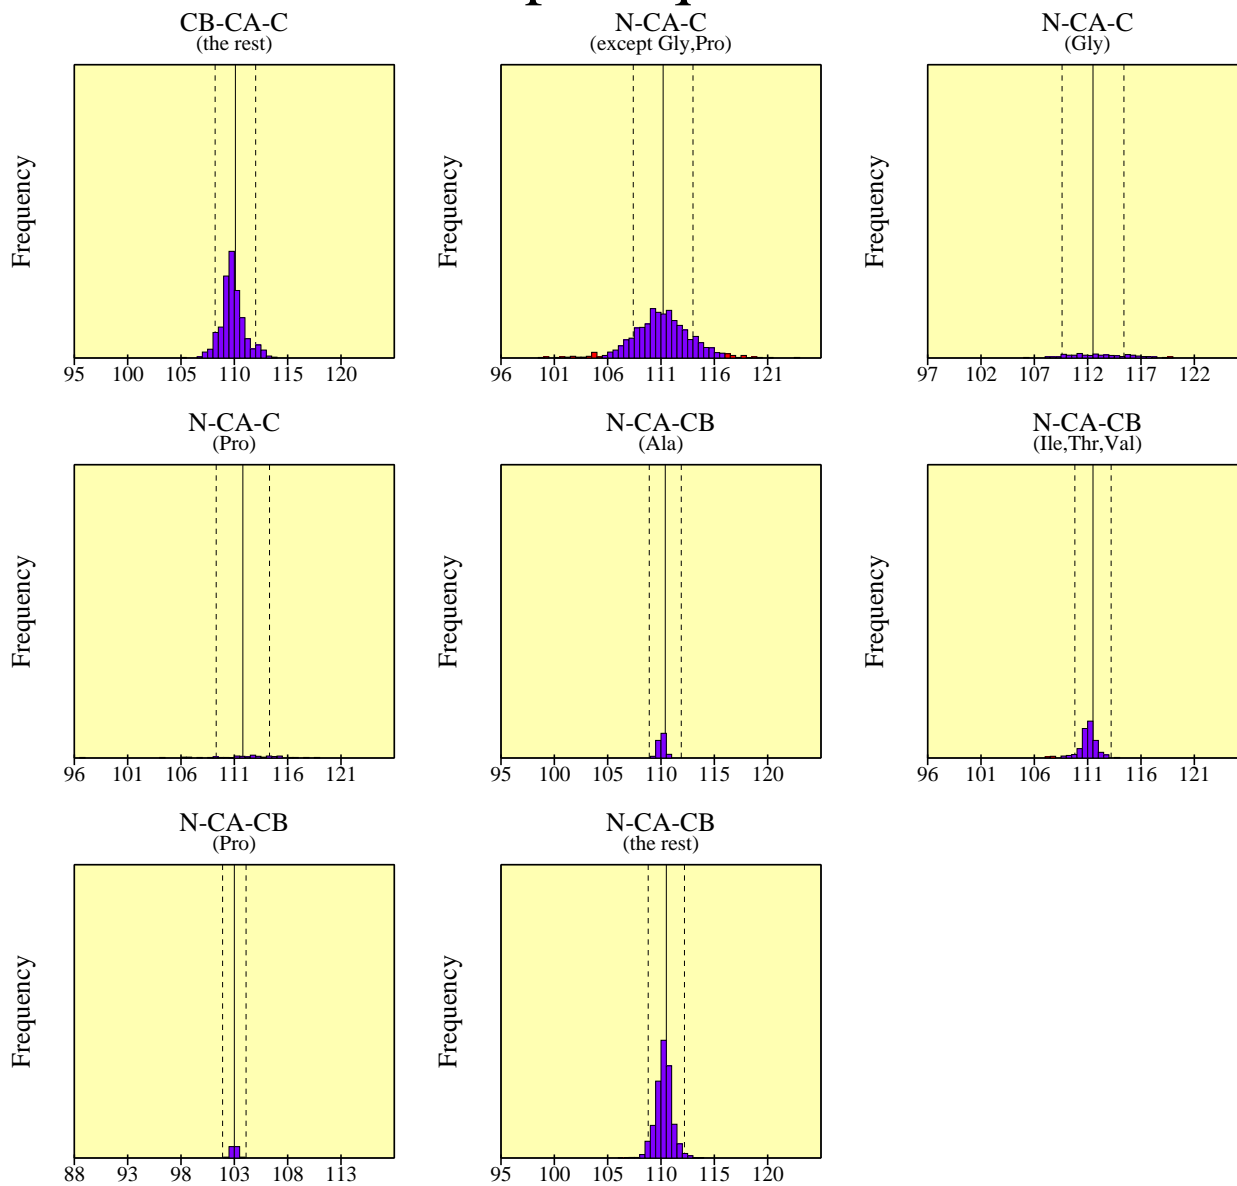 CB-CA-C N-CA-C N-CA-C
(the rest) (except Gly,Pro) (Gly)
Frequency Frequency Frequency
95 100 105 110 115 120 96 101 106 111 116 121 97 102 107 112 117 122
N-CA-C N-CA-CB N-CA-CB
(Pro) (Ala) (Ile,Thr,Val)
Frequency Frequency Frequency
96 101 106 111 116 121 95 100 105 110 115 120 96 101 106 111 116 121
N-CA-CB N-CA-CB
(Pro) (the rest)
Frequency Frequency
88 93 98 103 108 113 95 100 105 110 115 120